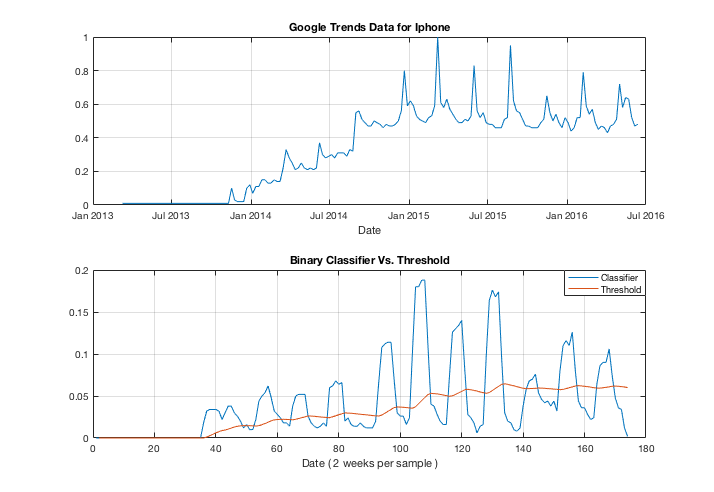 Google Trends Data for Iphone
1
0.8
0.6
0.4
0.2
0
Jan 2013 Jul 2013 Jan 2014 Jul 2014 Jan 2015 Jul 2015 Jan 2016 Jul 2016
Date
Binary Classifier Vs. Threshold
0.2
0.15
0.1
0.05
0
Classifier
Threshold
0 20 40 60 80 100 120 140 160 180
Date ( 2 weeks per sample )